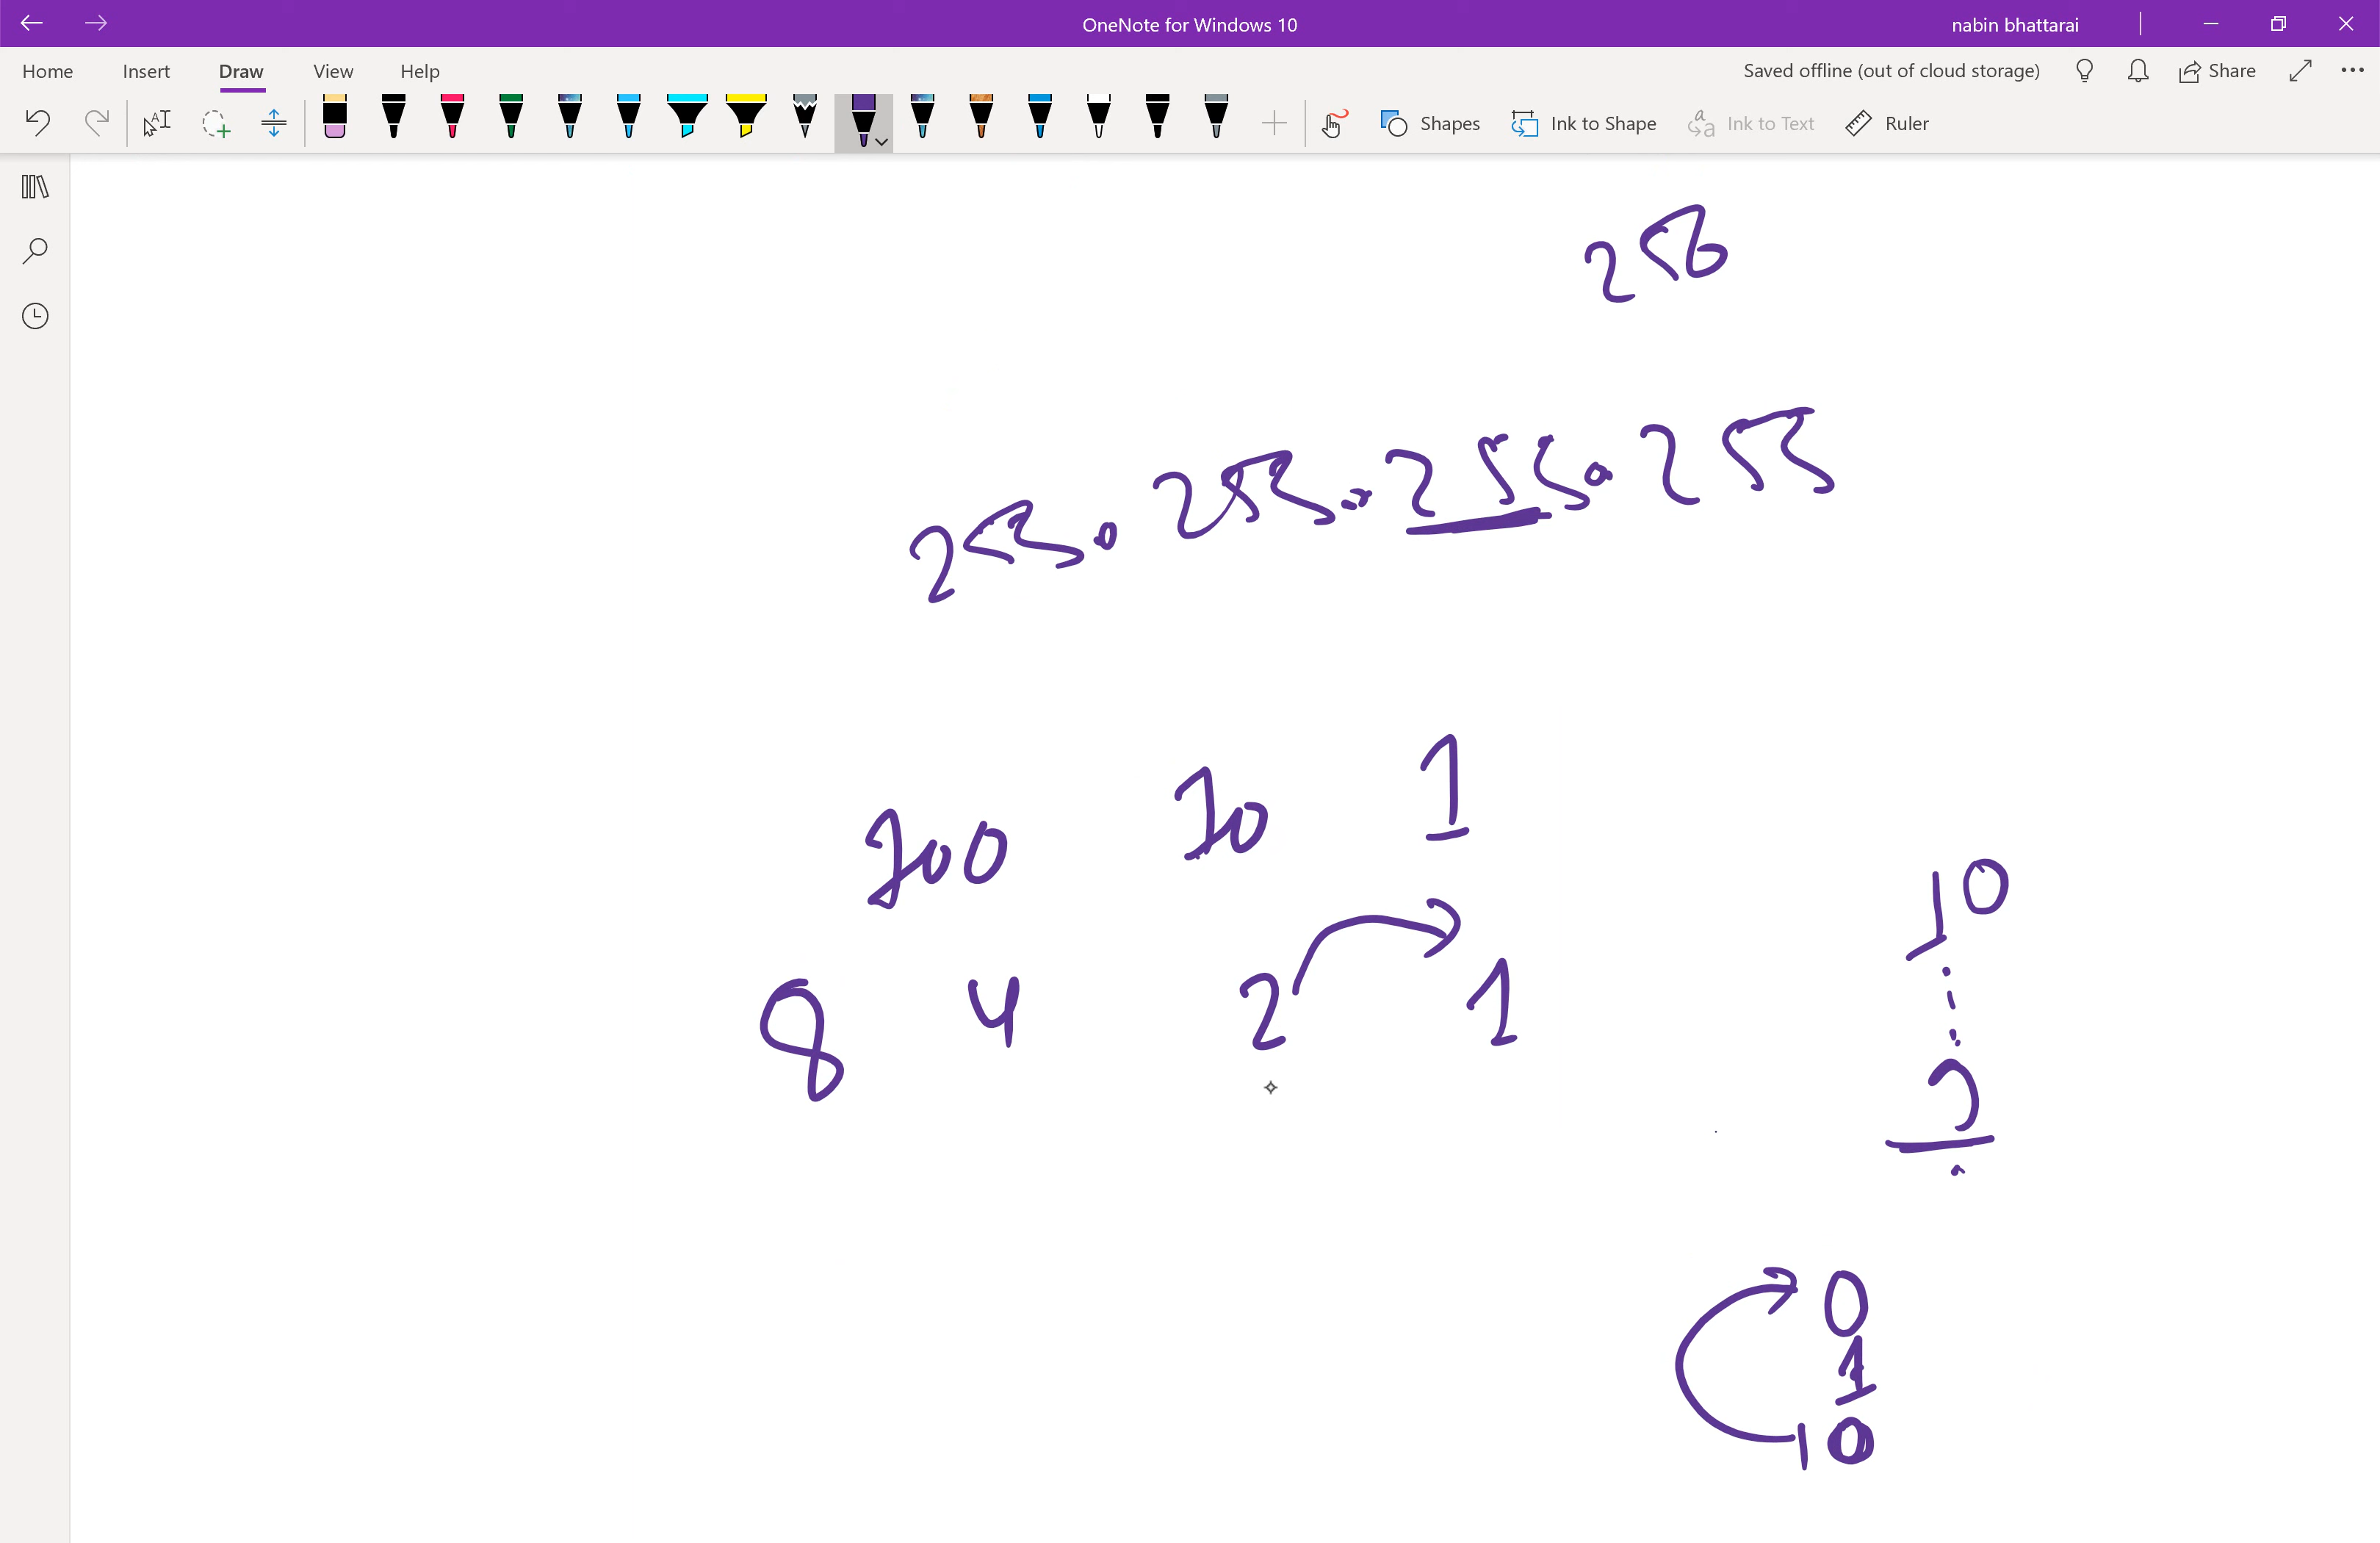 OneNote for Windows 10 nabin bhattarai
Home Insert Draw View Help Saved offline (out of cloud storage) Share
Shapes Ink to Shape Ink to Text Ruler
256
255.255.255.255
100 10 1
8 4 2 1
10
0
1
10